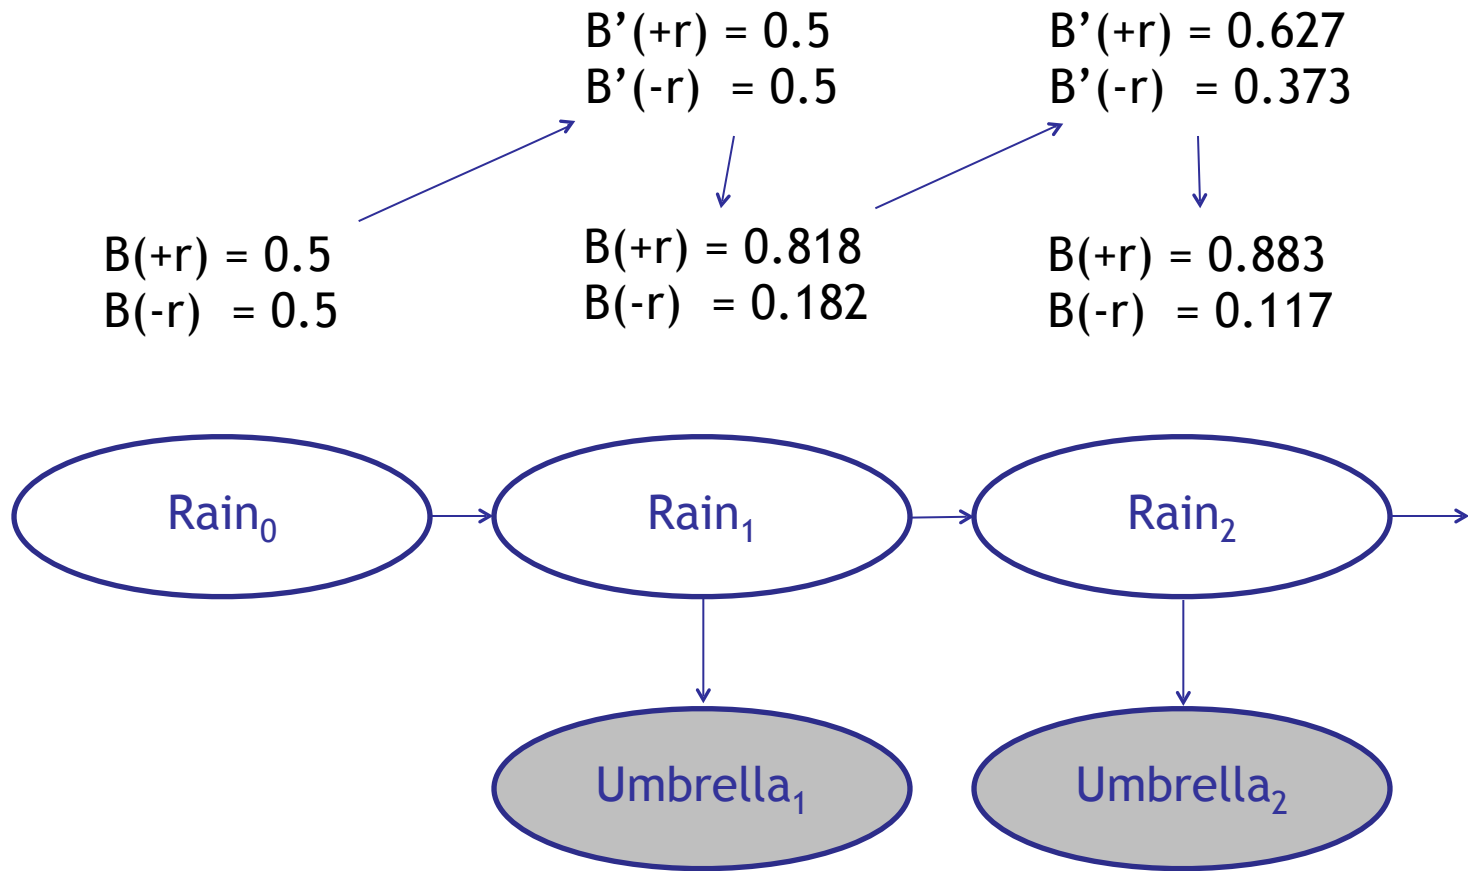 B’(+r) = 0.5
B’(-r) = 0.5
B’(+r) = 0.627
B’(-r) = 0.373
B(+r) = 0.5
B(-r) = 0.5
B(+r) = 0.818
B(-r) = 0.182
B(+r) = 0.883
B(-r) = 0.117
Rain₀
Rain₁
Rain₂
Umbrella₁
Umbrella₂